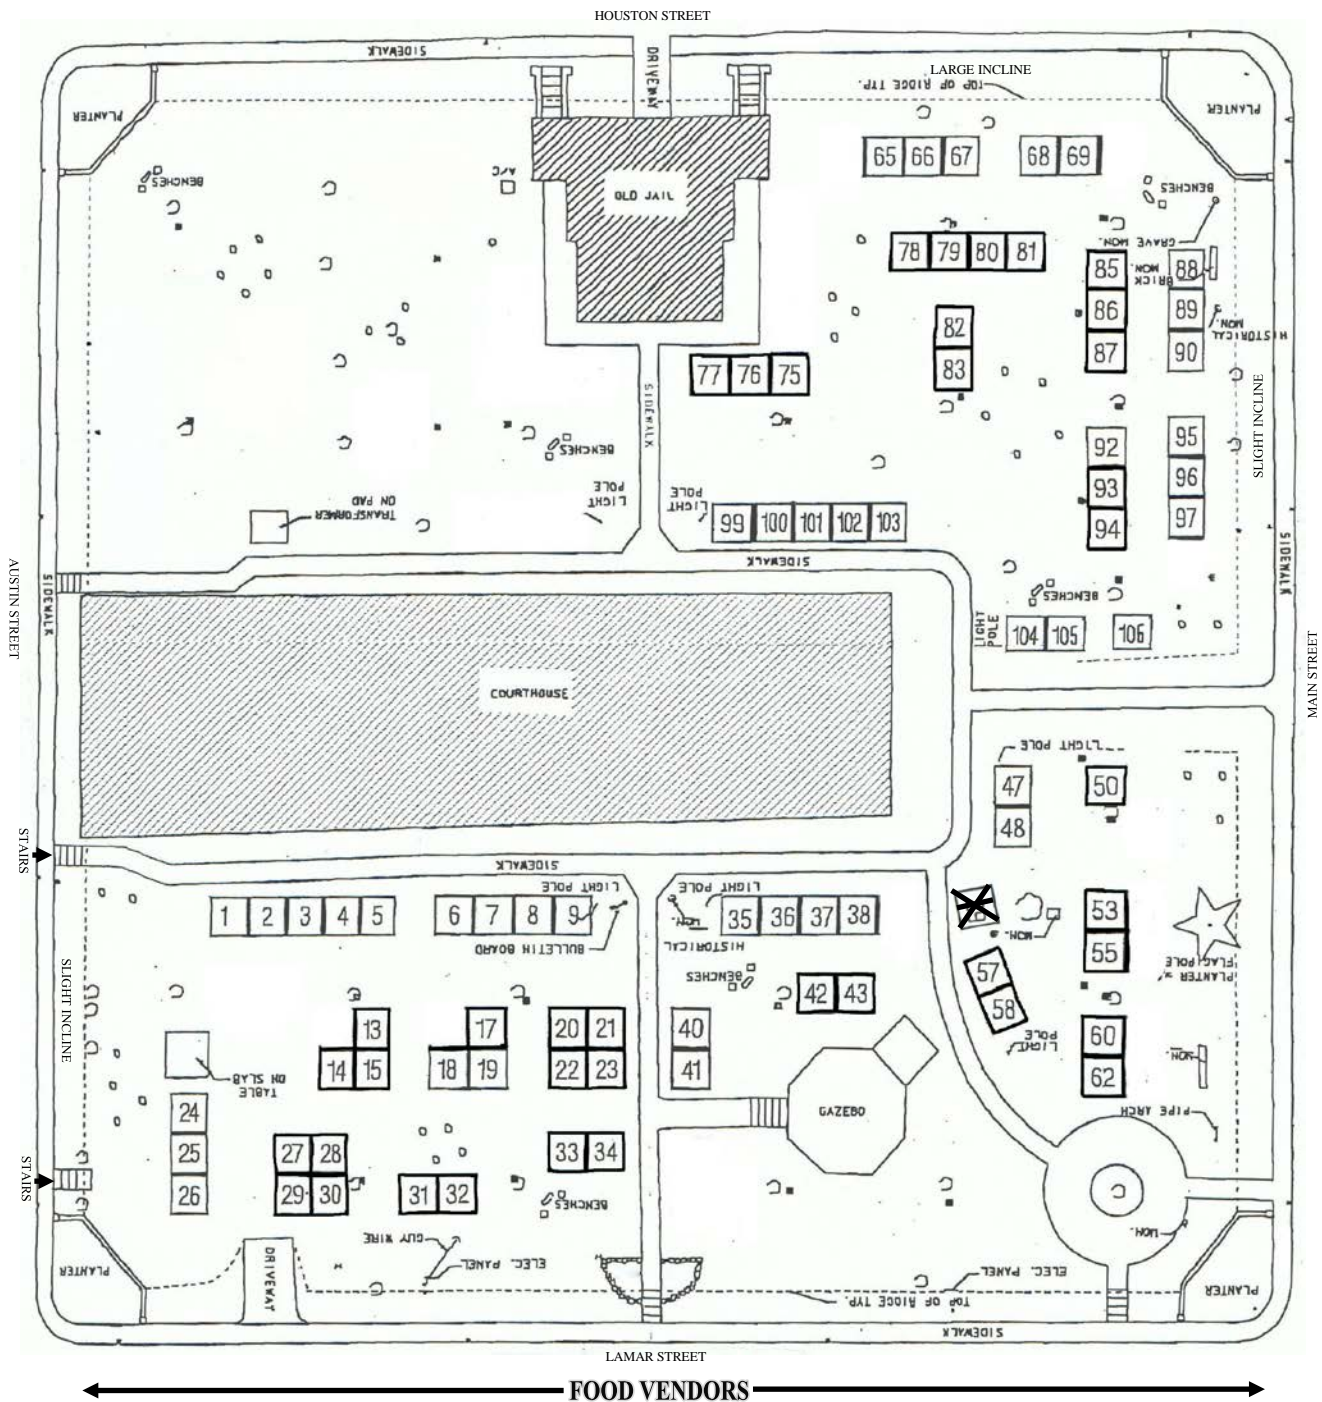 HOUSTON STREET
SIDEWALK
DRIVEWAY
LARGE INCLINE
TOP OF RIDGE TYP.
PLANTER
PLANTER
65 66 67 68 69
BENCHES
A/C
OLD JAIL
BENCHES
GRAVE MON.
78 79 80 81
85 88
BRICK MON.
86 89
HISTORICAL MON.
82
83
87 90
77 76 75
SIDEWALK
SLIGHT INCLINE
92 95
93 96
94 97
BENCHES
LIGHT POLE
LIGHT POLE
TRANSFORMER ON PAD
99 100 101 102 103
SIDEWALK
SIDEWALK
AUSTIN STREET
SIDEWALK
BENCHES
LIGHT POLE
104 105 106
MAIN STREET
COURTHOUSE
LIGHT POLE
47 50
48
STAIRS
SIDEWALK
LIGHT POLE
LIGHT POLE
1 2 3 4 5
6 7 8 9
BULLETIN BOARD
HISTORICAL MON.
35 36 37 38
MON.
53
55
PLANTER
FLAGPOLE
57
58
LIGHT POLE
BENCHES
42 43
SLIGHT INCLINE
13
14 15
17
18 19
20 21
22 23
40
41
60
62
MON.
PIPE ARCH
TABLE ON SLAB
GAZEBO
24
25
26
27 28
29 30
31 32
33 34
BENCHES
STAIRS
MON.
GUY WIRE
ELEC. PANEL
ELEC. PANEL
PLANTER
DRIVEWAY
TOP OF RIDGE TYP.
PLANTER
SIDEWALK
LAMAR STREET
FOOD VENDORS